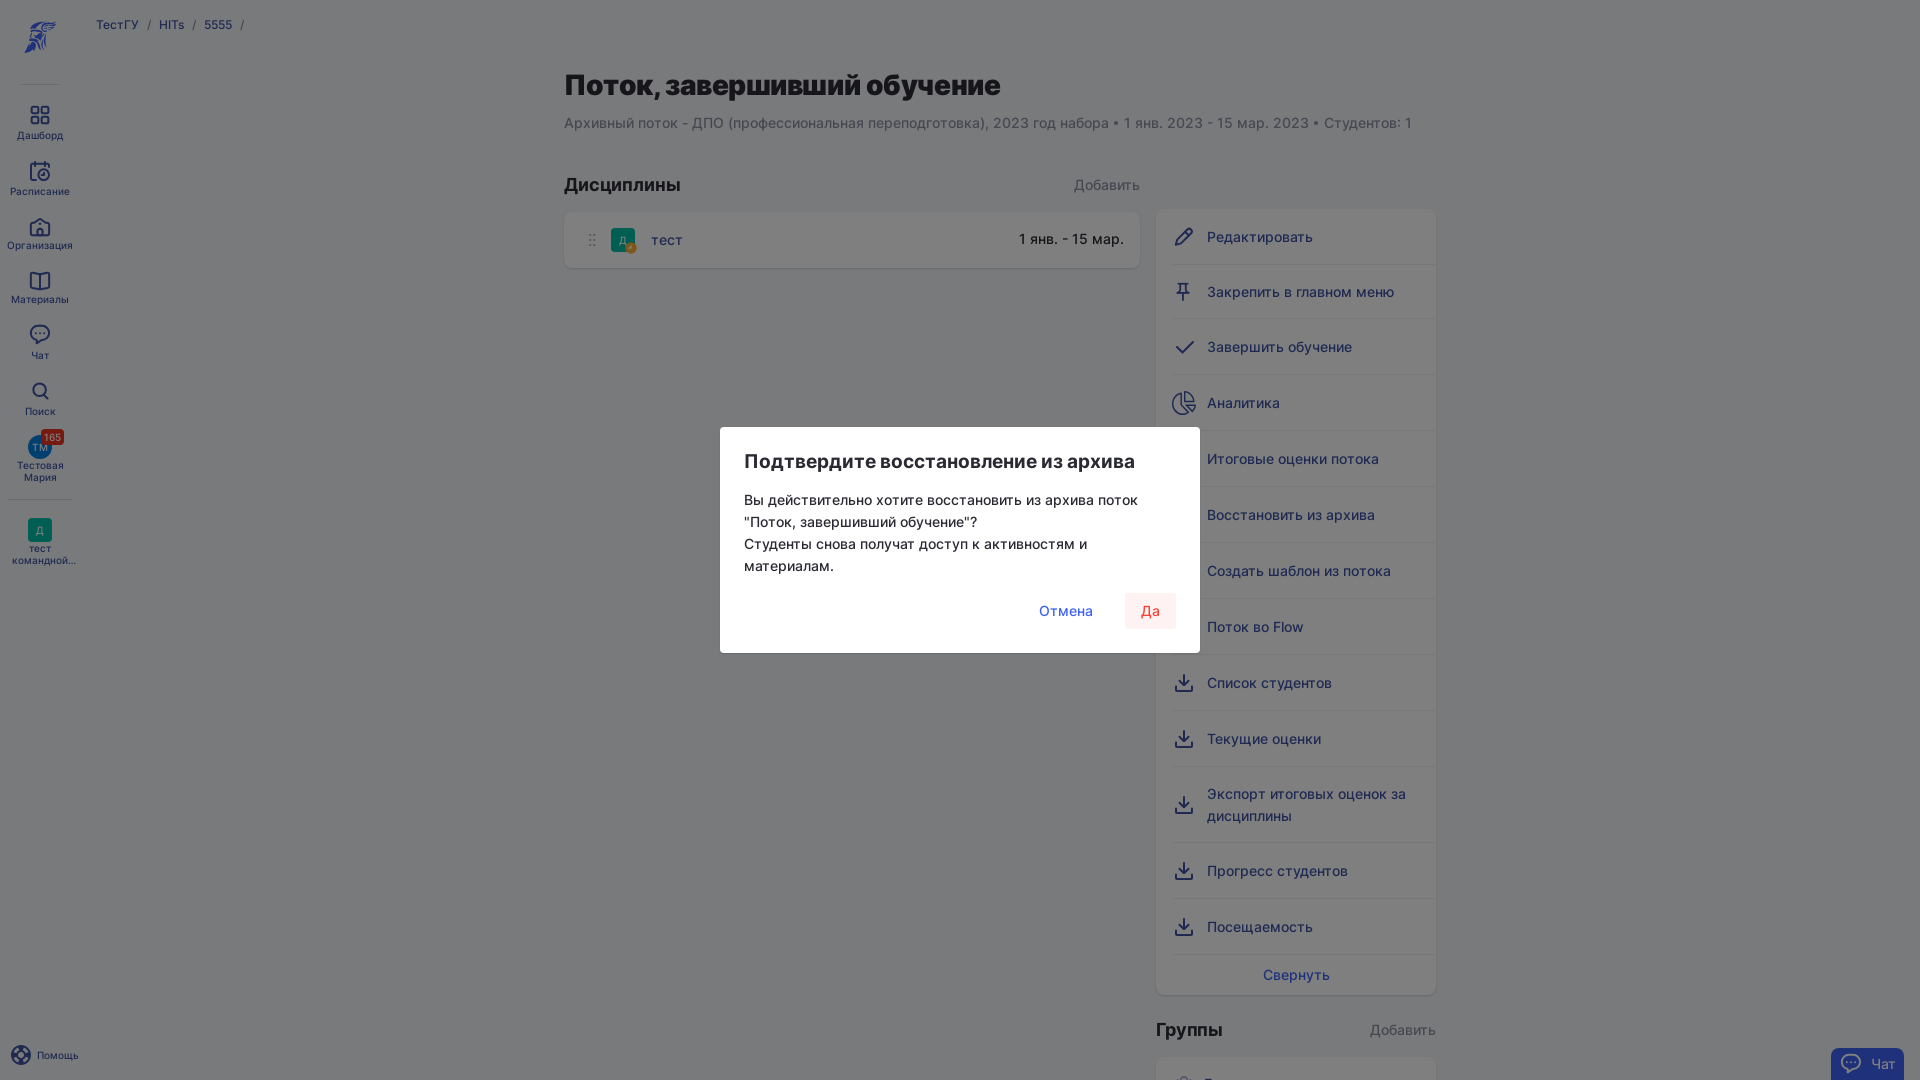 ТестГУ / HITs / 5555 /
Поток, завершивший обучение
Архивный поток - ДПО (профессиональная переподготовка), 2023 год набора • 1 янв. 2023 - 15 мар. 2023 • Студентов: 1
Дашборд
Расписание
Организация
Материалы
Чат
Поиск
165
ТМ
Тестовая
Мария
Д
тест
командной...
Помощь
Дисциплины
Добавить
Д
тест
1 янв. - 15 мар.
Подтвердите восстановление из архива
Вы действительно хотите восстановить из архива поток
"Поток, завершивший обучение"?
Студенты снова получат доступ к активностям и
материалам.
Отмена
Да
Редактировать
Закрепить в главном меню
Завершить обучение
Аналитика
Итоговые оценки потока
Восстановить из архива
Создать шаблон из потока
Поток во Flow
Список студентов
Текущие оценки
Экспорт итоговых оценок за
дисциплины
Прогресс студентов
Посещаемость
Свернуть
Группы
Добавить
Чат